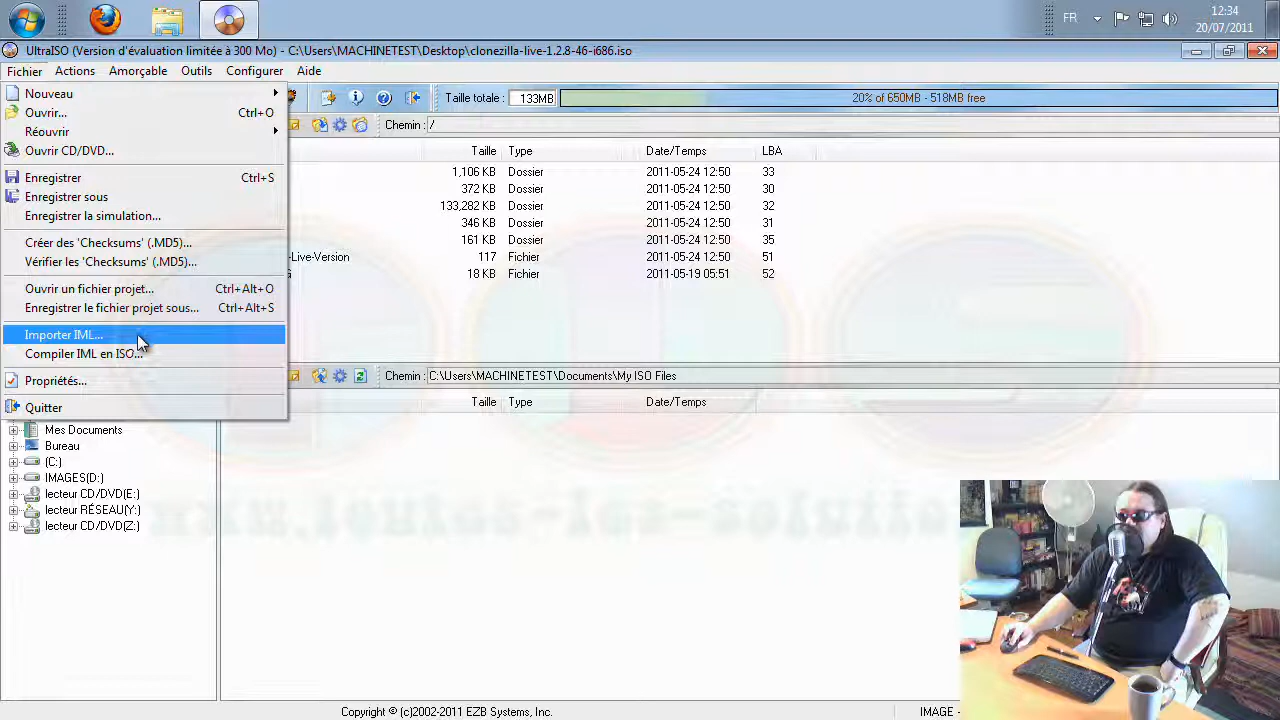 FR
12:34
20/07/2011
UltraISO (Version d'évaluation limitée à 300 Mo) - C:\Users\MACHINETEST\Desktop\clonezilla-live-1.2.8-46-i686.iso
Fichier Actions Amorçable Outils Configurer Aide
Nouveau
Ouvrir... Ctrl+O
Réouvrir
Ouvrir CD/DVD...
Enregistrer Ctrl+S
Enregistrer sous
Enregistrer la simulation...
Créer des 'Checksums' (.MD5)...
Vérifier les 'Checksums' (.MD5)...
Ouvrir un fichier projet... Ctrl+Alt+O
Enregistrer le fichier projet sous... Ctrl+Alt+S
Importer IML...
Compiler IML en ISO...
Propriétés...
Quitter
Taille totale : 133MB 20% of 650MB - 518MB free
Chemin : /
Taille Type Date/Temps LBA
1,106 KB Dossier 2011-05-24 12:50 33
372 KB Dossier 2011-05-24 12:50 30
133,282 KB Dossier 2011-05-24 12:50 32
346 KB Dossier 2011-05-24 12:50 31
161 KB Dossier 2011-05-24 12:50 35
-Live-Version 117 Fichier 2011-05-24 12:50 51
18 KB Fichier 2011-05-19 05:51 52
Chemin : C:\Users\MACHINETEST\Documents\My ISO Files
Taille Type Date/Temps
Mes Documents
Bureau
(C:)
IMAGES(D:)
lecteur CD/DVD(E:)
lecteur RÉSEAU(Y:)
lecteur CD/DVD(Z:)
Copyright © (c)2002-2011 EZB Systems, Inc.
IMAGE -